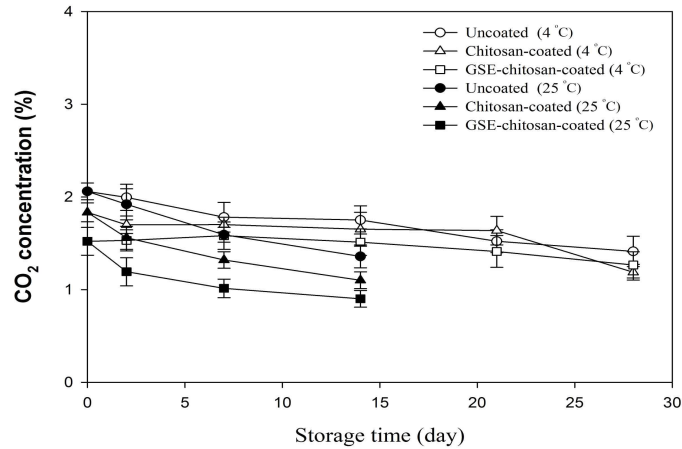 4
3
2
1
0
CO2 concentration (%)
Uncoated (4 °C)
Chitosan-coated (4 °C)
GSE-chitosan-coated (4 °C)
Uncoated (25 °C)
Chitosan-coated (25 °C)
GSE-chitosan-coated (25 °C)
0 5 10 15 20 25 30
Storage time (day)